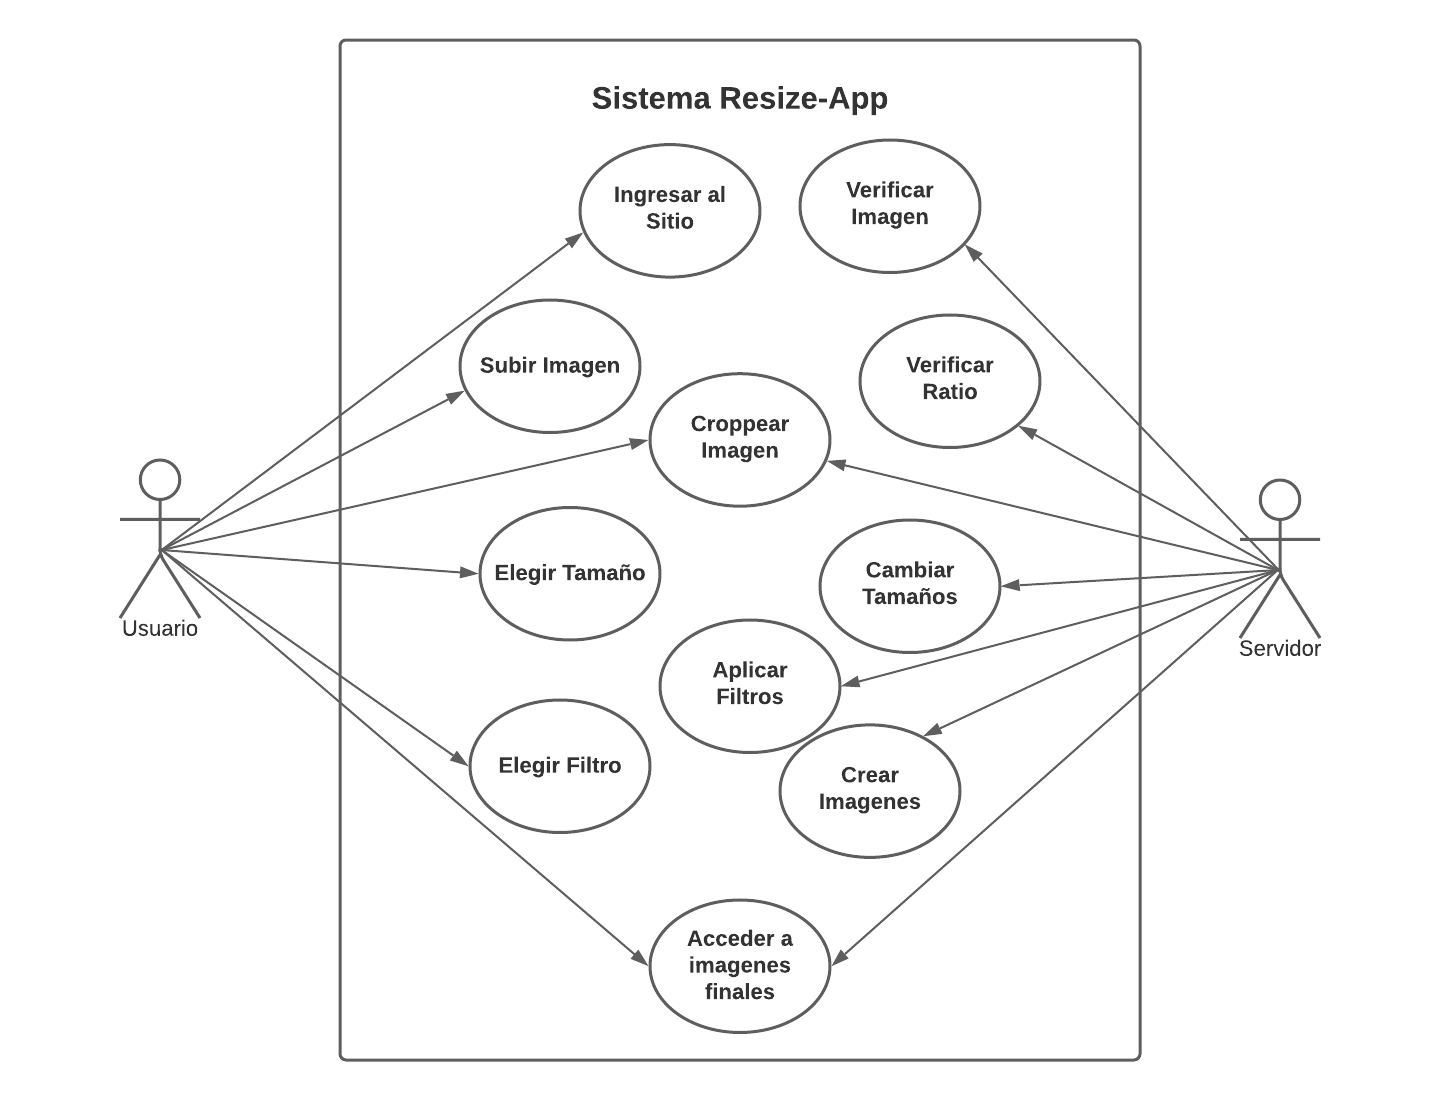 Sistema Resize-App
Ingresar al
Sitio
Verificar
Imagen
Subir Imagen
Verificar
Ratio
Croppear
Imagen
Elegir Tamaño
Cambiar
Tamaños
Usuario
Servidor
Aplicar
Filtros
Elegir Filtro
Crear
Imagenes
Acceder a
imagenes
finales